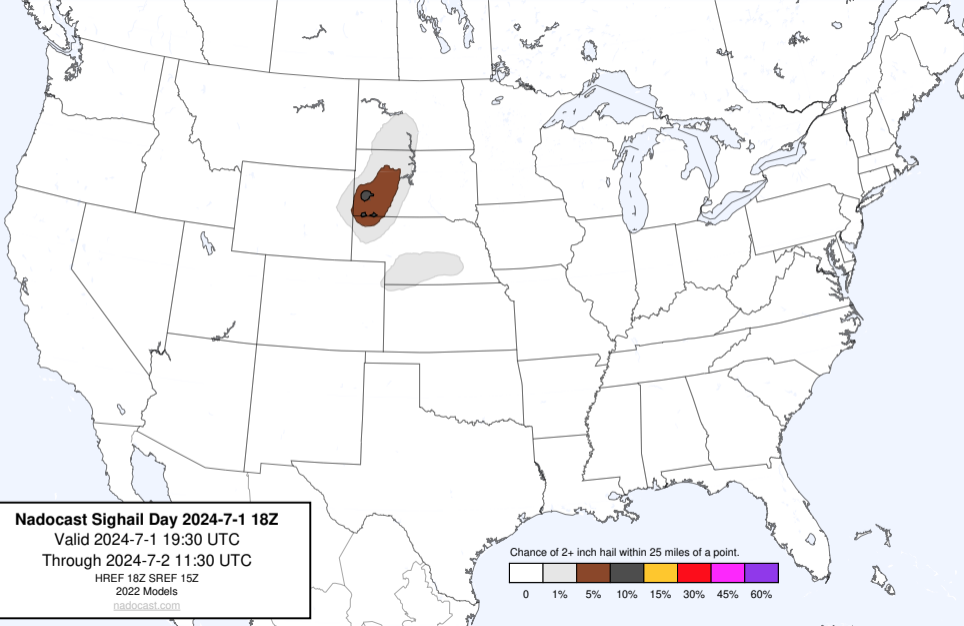 Nadocast Sighail Day 2024-7-1 18Z
Valid 2024-7-1 19:30 UTC
Through 2024-7-2 11:30 UTC
HREF 18Z SREF 15Z
2022 Models
nadocast.com
Chance of 2+ inch hail within 25 miles of a point.
0 1% 5% 10% 15% 30% 45% 60%